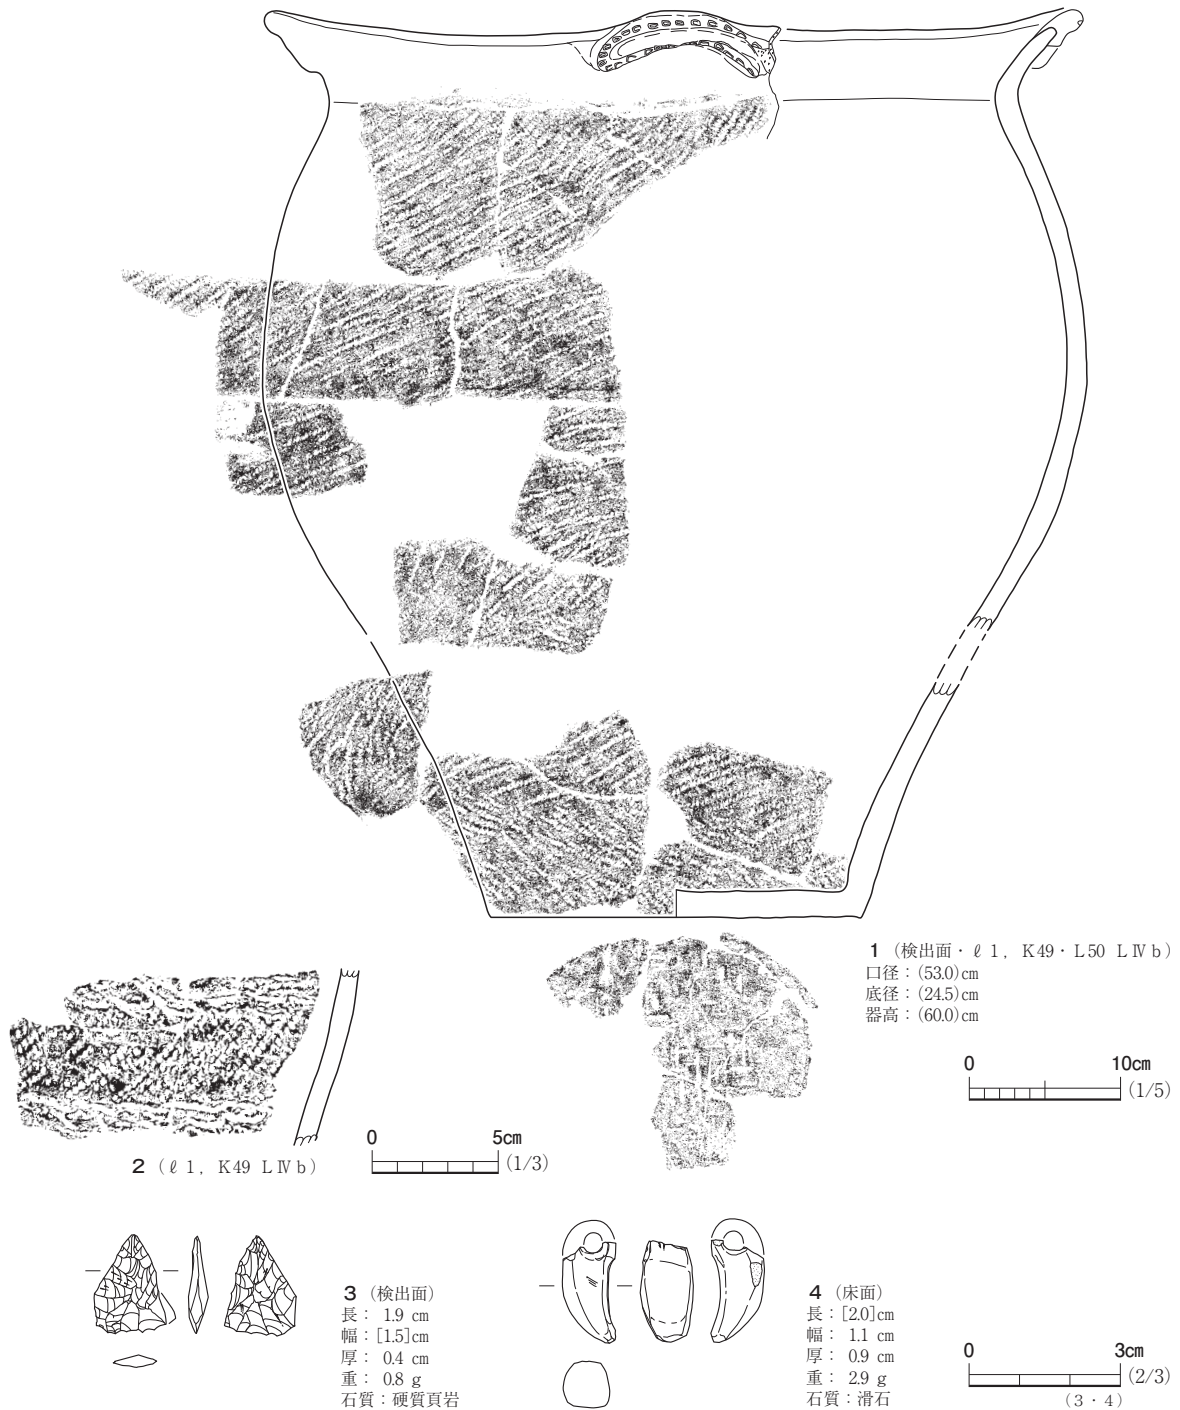 1（検出面・ℓ 1，K49・L50 LⅣb）
口径：(53.0)cm
底径：(24.5)cm
器高：(60.0)cm
0 10cm
(1/5)
2（ℓ 1，K49 LⅣb）
0 5cm
(1/3)
3（検出面）
長： 1.9 cm
幅：[1.5]cm
厚： 0.4 cm
重： 0.8 g
石質：硬質頁岩
4（床面）
長：[2.0]cm
幅： 1.1 cm
厚： 0.9 cm
重： 2.9 g
石質：滑石
0 3cm
(2/3)
（3・4）